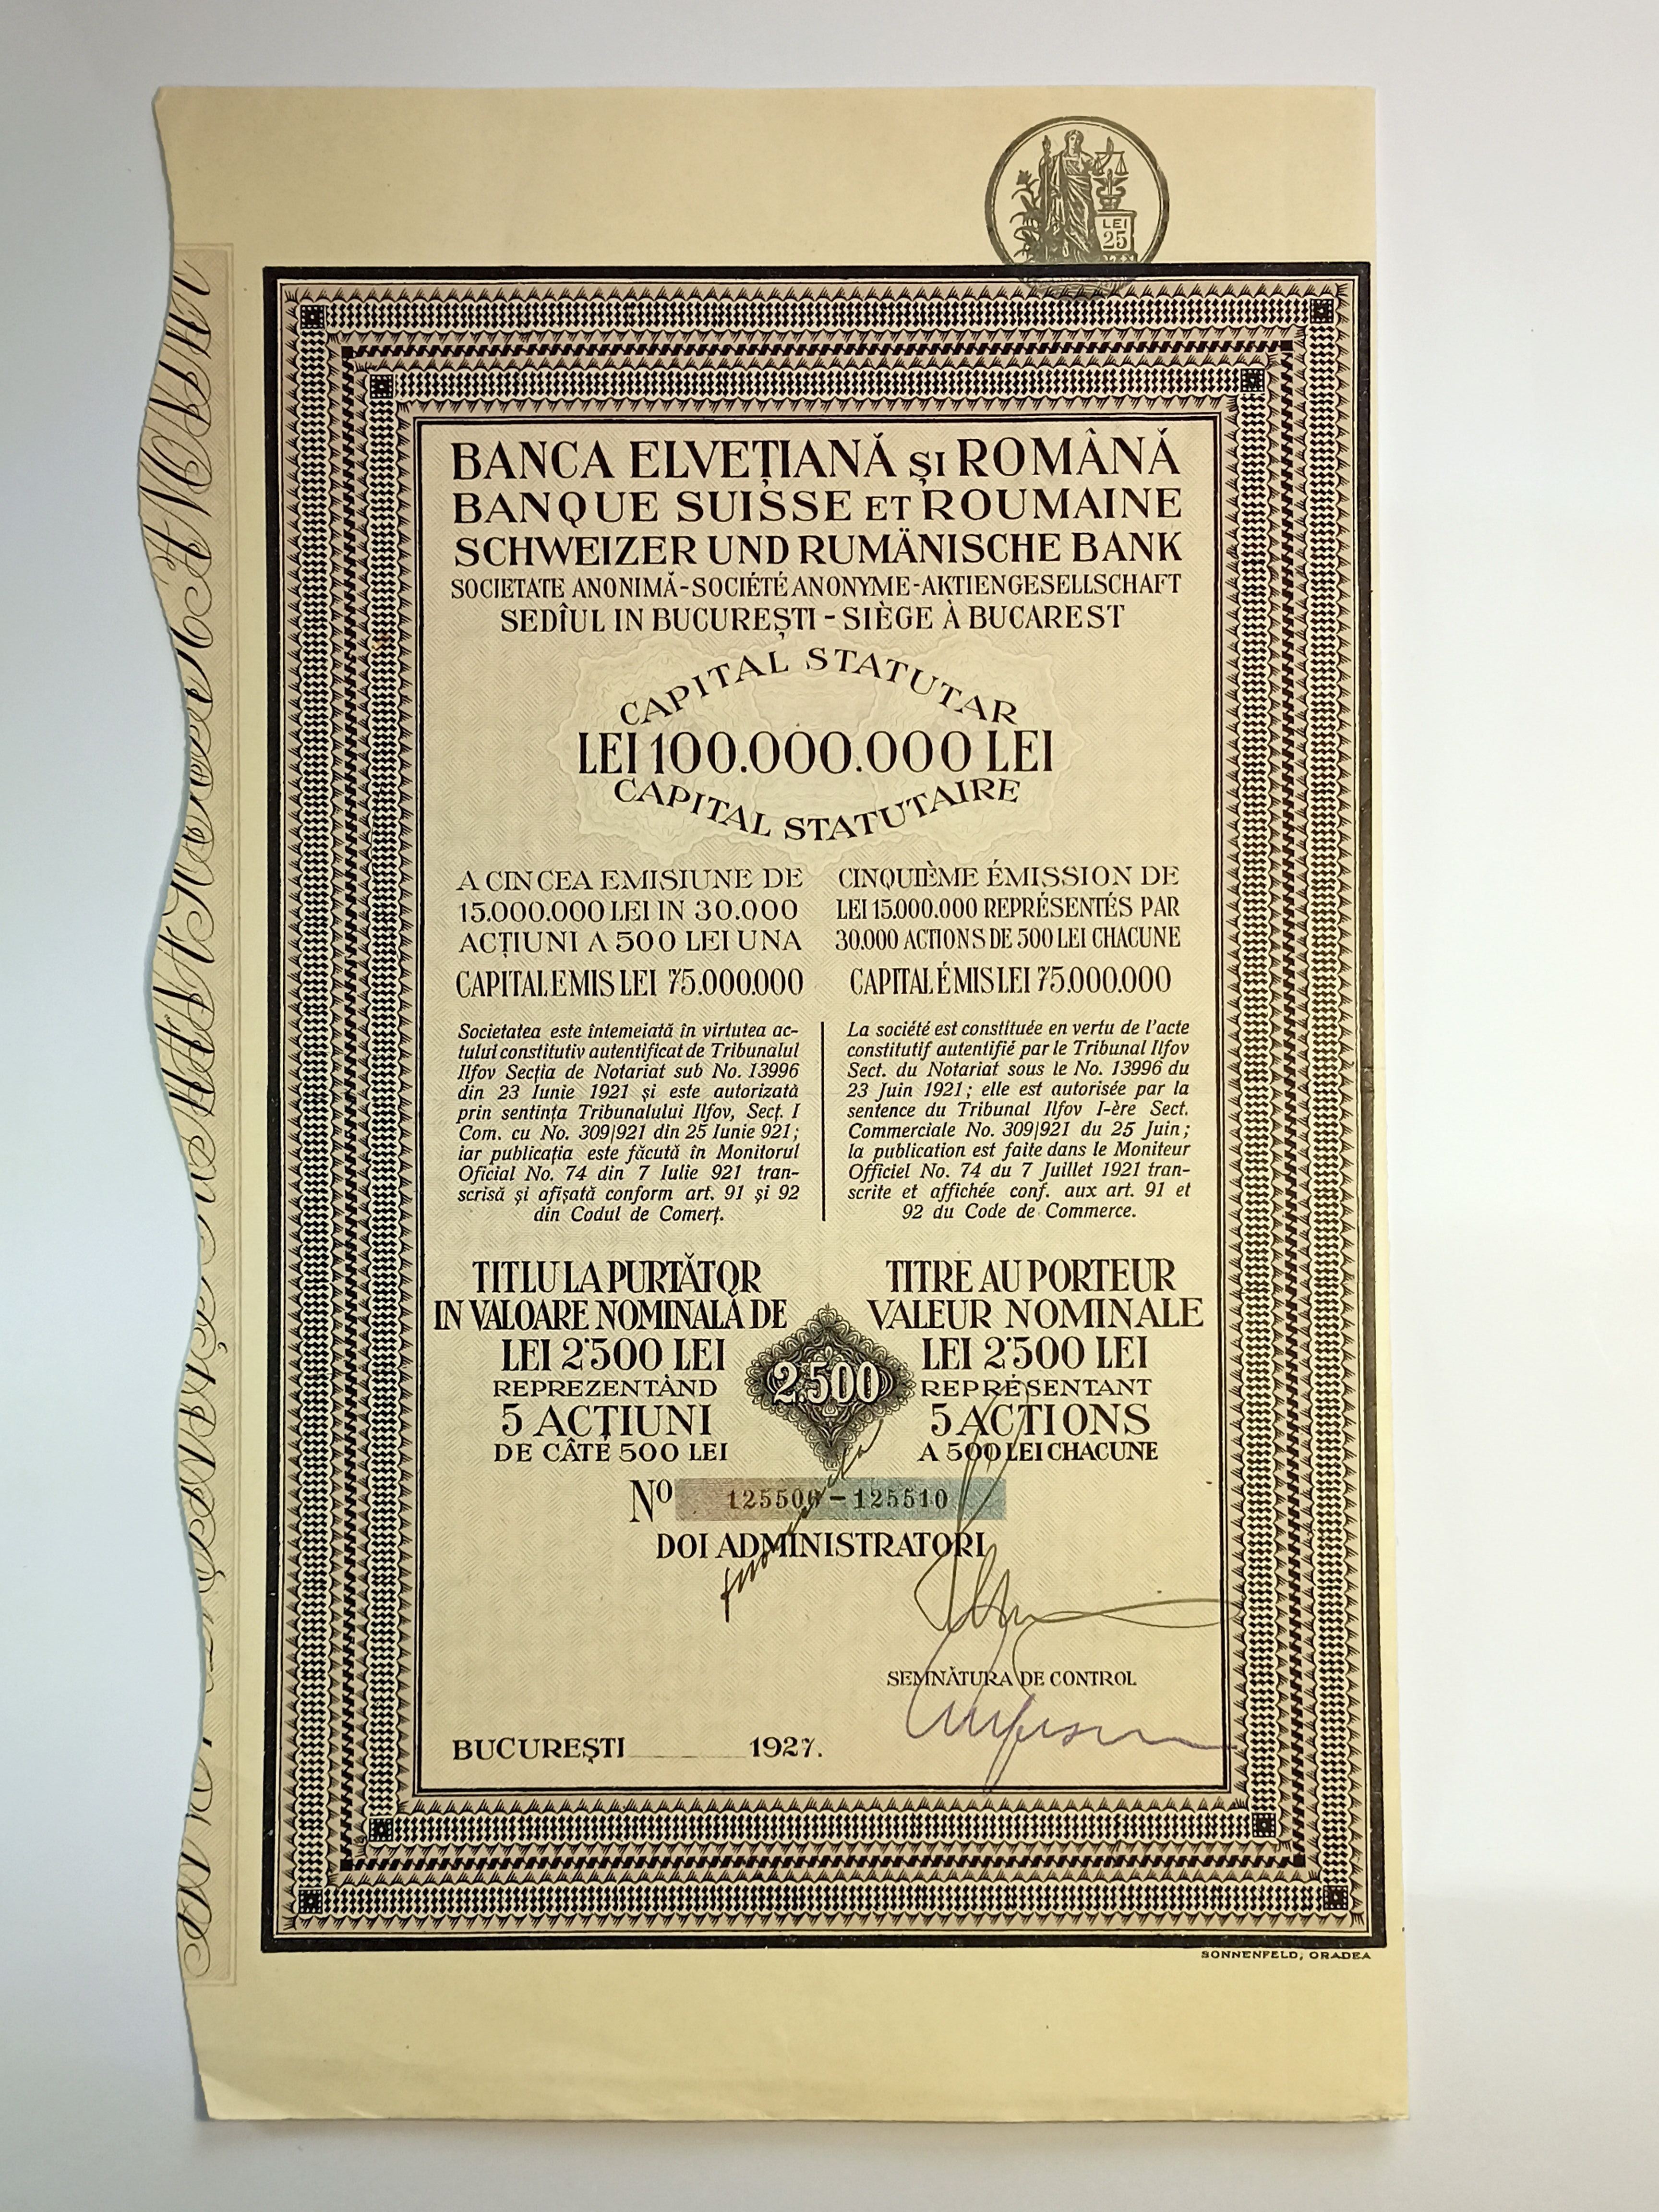 LEI
25
BANCA ELVEȚIANĂ ȘI ROMÂNĂ
BANQUE SUISSE ET ROUMAINE
SCHWEIZER UND RUMÄNISCHE BANK
SOCIETATE ANONIMĂ-SOCIÉTÉ ANONYME-AKTIENGESELLSCHAFT
SEDÎUL IN BUCUREȘTI - SIÈGE À BUCAREST
CAPITAL STATUTAR
LEI 100.000.000 LEI
CAPITAL STATUTAIRE
A CINCEA EMISIUNE DE
15.000.000 LEI IN 30.000
ACȚIUNI A 500 LEI UNA
CAPITAL EMIS LEI 75.000.000
CINQUIÈME ÉMISSION DE
LEI 15.000.000 REPRÉSENTÉS PAR
30.000 ACTIONS DE 500 LEI CHACUNE
CAPITAL ÉMIS LEI 75.000.000
Societatea este întemeiată în virtutea ac-
tului constitutiv autentificat de Tribunalul
Ilfov Secția de Notariat sub No. 13996
din 23 Iunie 1921 și este autorizată
prin sentința Tribunalului Ilfov, Secț. I
Com. cu No. 309|921 din 25 Iunie 921;
iar publicația este făcută în Monitorul
Oficial No. 74 din 7 Iulie 921 tran-
scrisă și afișată conform art. 91 și 92
din Codul de Comerț.
La société est constituée en vertu de l'acte
constitutif autentifié par le Tribunal Ilfov
Sect. du Notariat sous le No. 13996 du
23 Juin 1921; elle est autorisée par la
sentence du Tribunal Ilfov I-ère Sect.
Commerciale No. 309|921 du 25 Juin;
la publication est faite dans le Moniteur
Officiel No. 74 du 7 Juillet 1921 tran-
scrite et affichée conf. aux art. 91 et
92 du Code de Commerce.
TITLU LA PURTĂTOR
IN VALOARE NOMINALĂ DE
LEI 2'500 LEI
REPREZENTÂND
5 ACȚIUNI
DE CÂTE 500 LEI
2.500
TITRE AU PORTEUR
VALEUR NOMINALE
LEI 2'500 LEI
REPRÉSENTANT
5 ACTIONS
A 500 LEI CHACUNE
No 125506 - 125510
DOI ADMINISTRATORI
SEMNĂTURA DE CONTROL
BUCUREȘTI 1927.
SONNENFELD, ORADEA